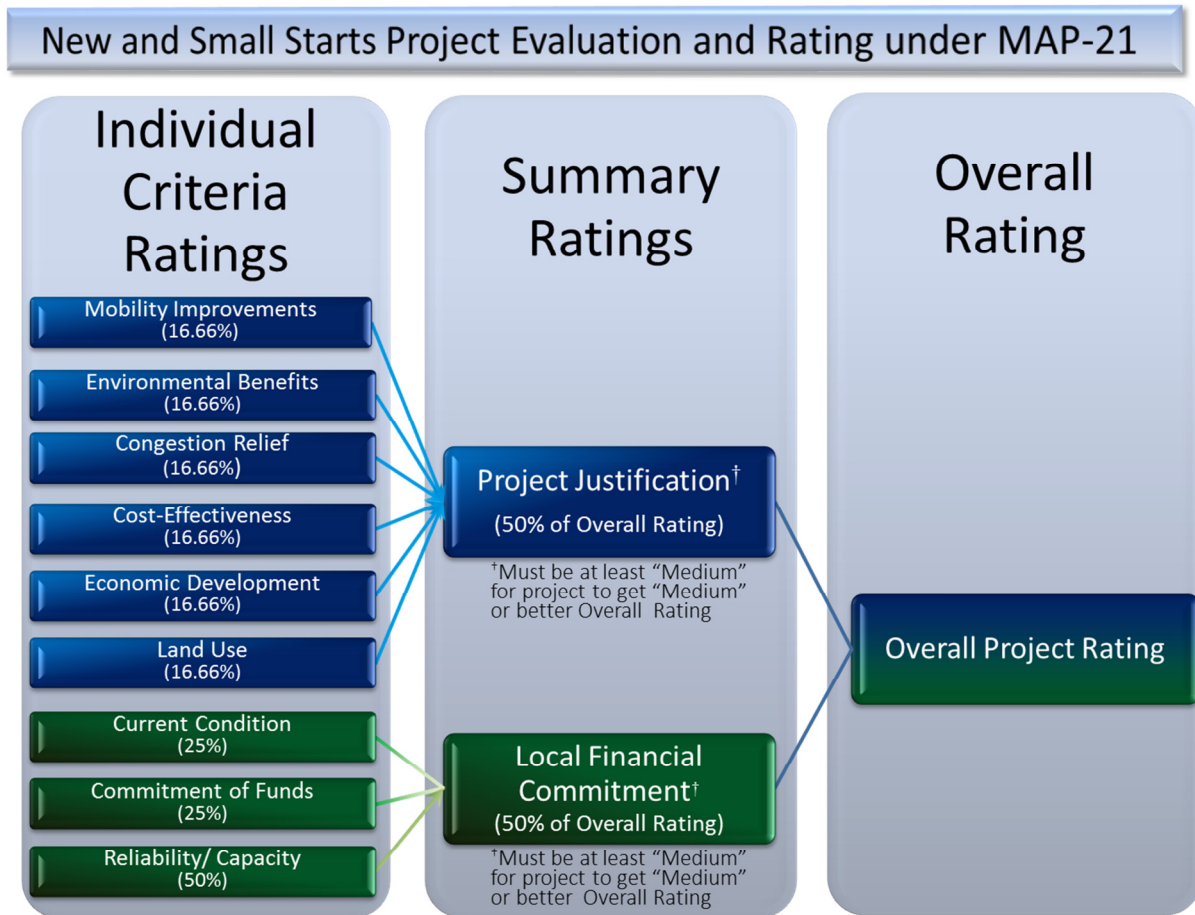 New and Small Starts Project Evaluation and Rating under MAP-21
Individual
Criteria
Ratings
Mobility Improvements
(16.66%)
Environmental Benefits
(16.66%)
Congestion Relief
(16.66%)
Cost-Effectiveness
(16.66%)
Economic Development
(16.66%)
Land Use
(16.66%)
Current Condition
(25%)
Commitment of Funds
(25%)
Reliability/ Capacity
(50%)
Summary
Ratings
Project Justification†
(50% of Overall Rating)
†Must be at least “Medium”
for project to get “Medium”
or better Overall Rating
Local Financial
Commitment†
(50% of Overall Rating)
†Must be at least “Medium”
for project to get “Medium”
or better Overall Rating
Overall
Rating
Overall Project Rating